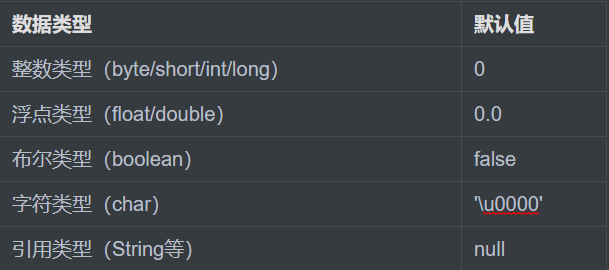 数据类型 默认值
整数类型（byte/short/int/long） 0
浮点类型（float/double） 0.0
布尔类型（boolean） false
字符类型（char） '\u0000'
引用类型（String等） null